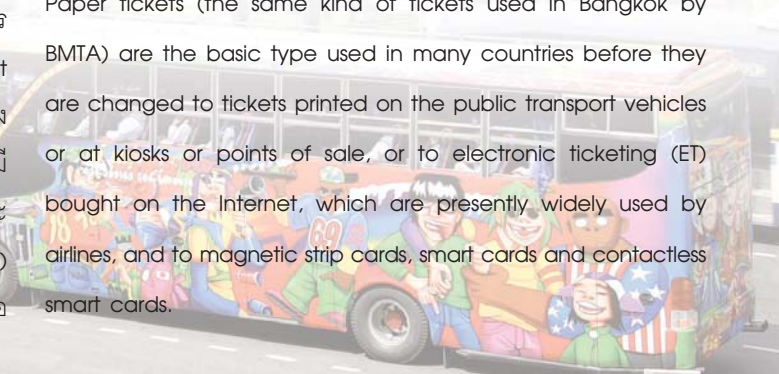 Paper tickets (the same kind of tickets used in Bangkok by
BMTA) are the basic type used in many countries before they
are changed to tickets printed on the public transport vehicles
or at kiosks or points of sale, or to electronic ticketing (ET)
bought on the Internet, which are presently widely used by
airlines, and to magnetic strip cards, smart cards and contactless
smart cards.
69
18